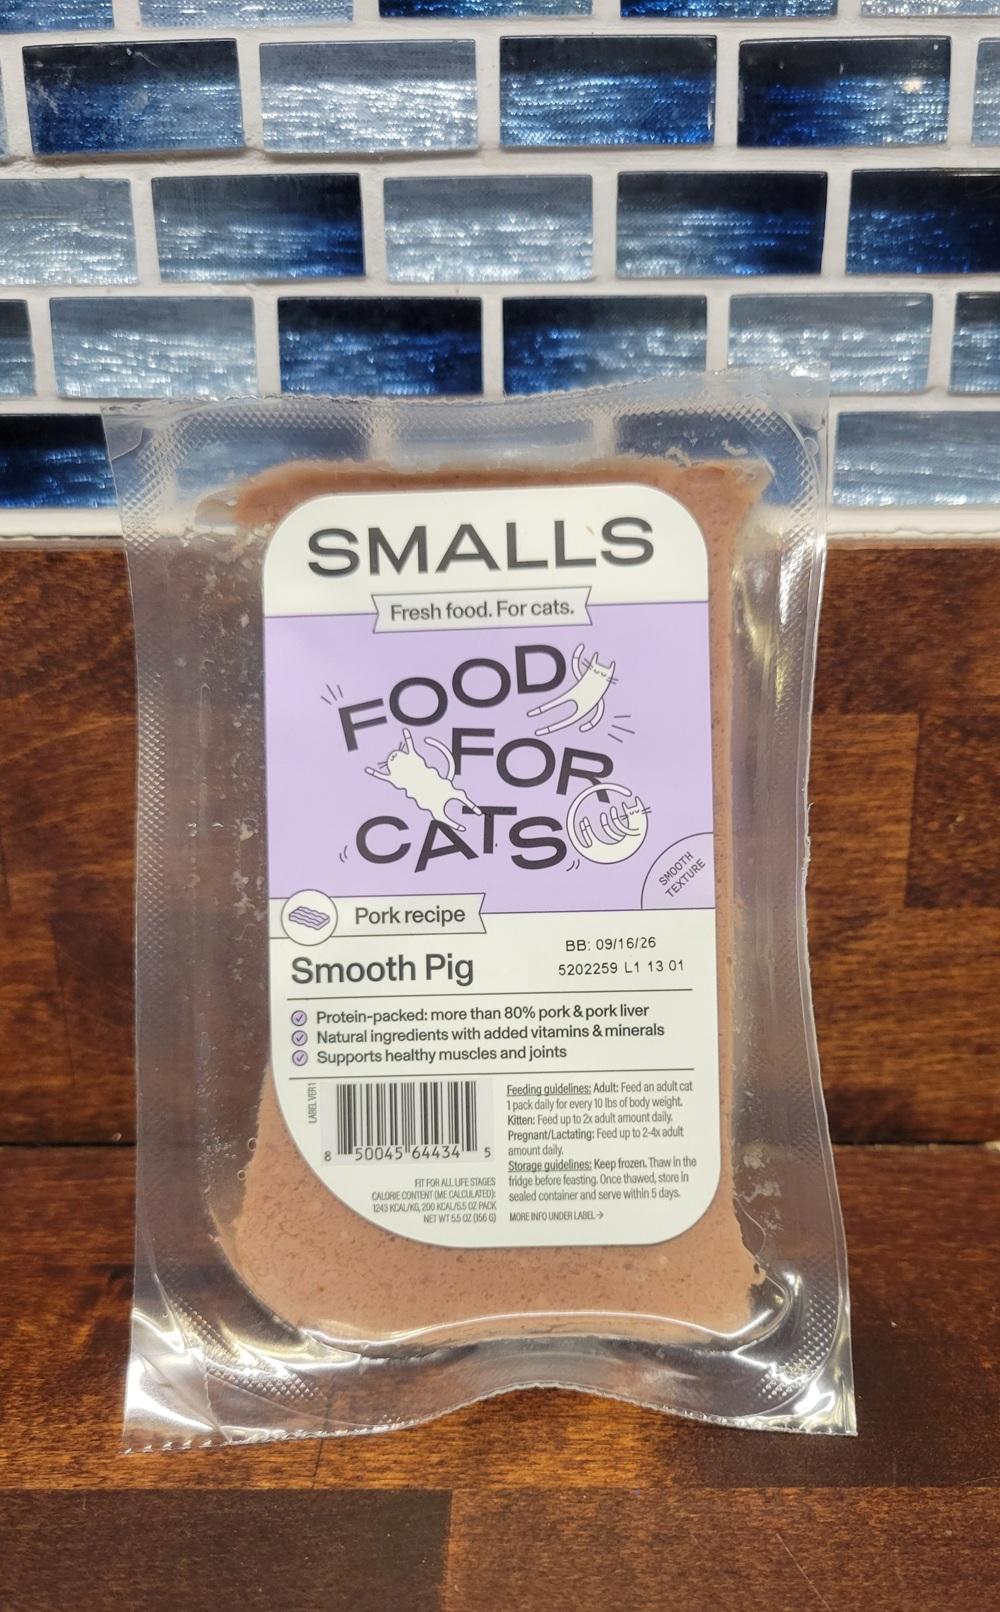 SMALLS
Fresh food. For cats.
FOOD
FOR
CATS
SMOOTH
TEXTURE
Pork recipe
Smooth Pig
BB: 09/16/26
5202259 L1 13 01
Protein-packed: more than 80% pork & pork liver
Natural ingredients with added vitamins & minerals
Supports healthy muscles and joints
LABEL VER1
8 50045 64434 5
FIT FOR ALL LIFE STAGES
CALORIE CONTENT (ME CALCULATED):
1243 KCAL/KG, 200 KCAL/5.5 OZ PACK
NET WT 5.5 OZ (156 G)
Feeding guidelines: Adult: Feed an adult cat
1 pack daily for every 10 lbs of body weight.
Kitten: Feed up to 2x adult amount daily.
Pregnant/Lactating: Feed up to 2-4x adult
amount daily.
Storage guidelines: Keep frozen. Thaw in the
fridge before feasting. Once thawed, store in
sealed container and serve within 5 days.
MORE INFO UNDER LABEL →